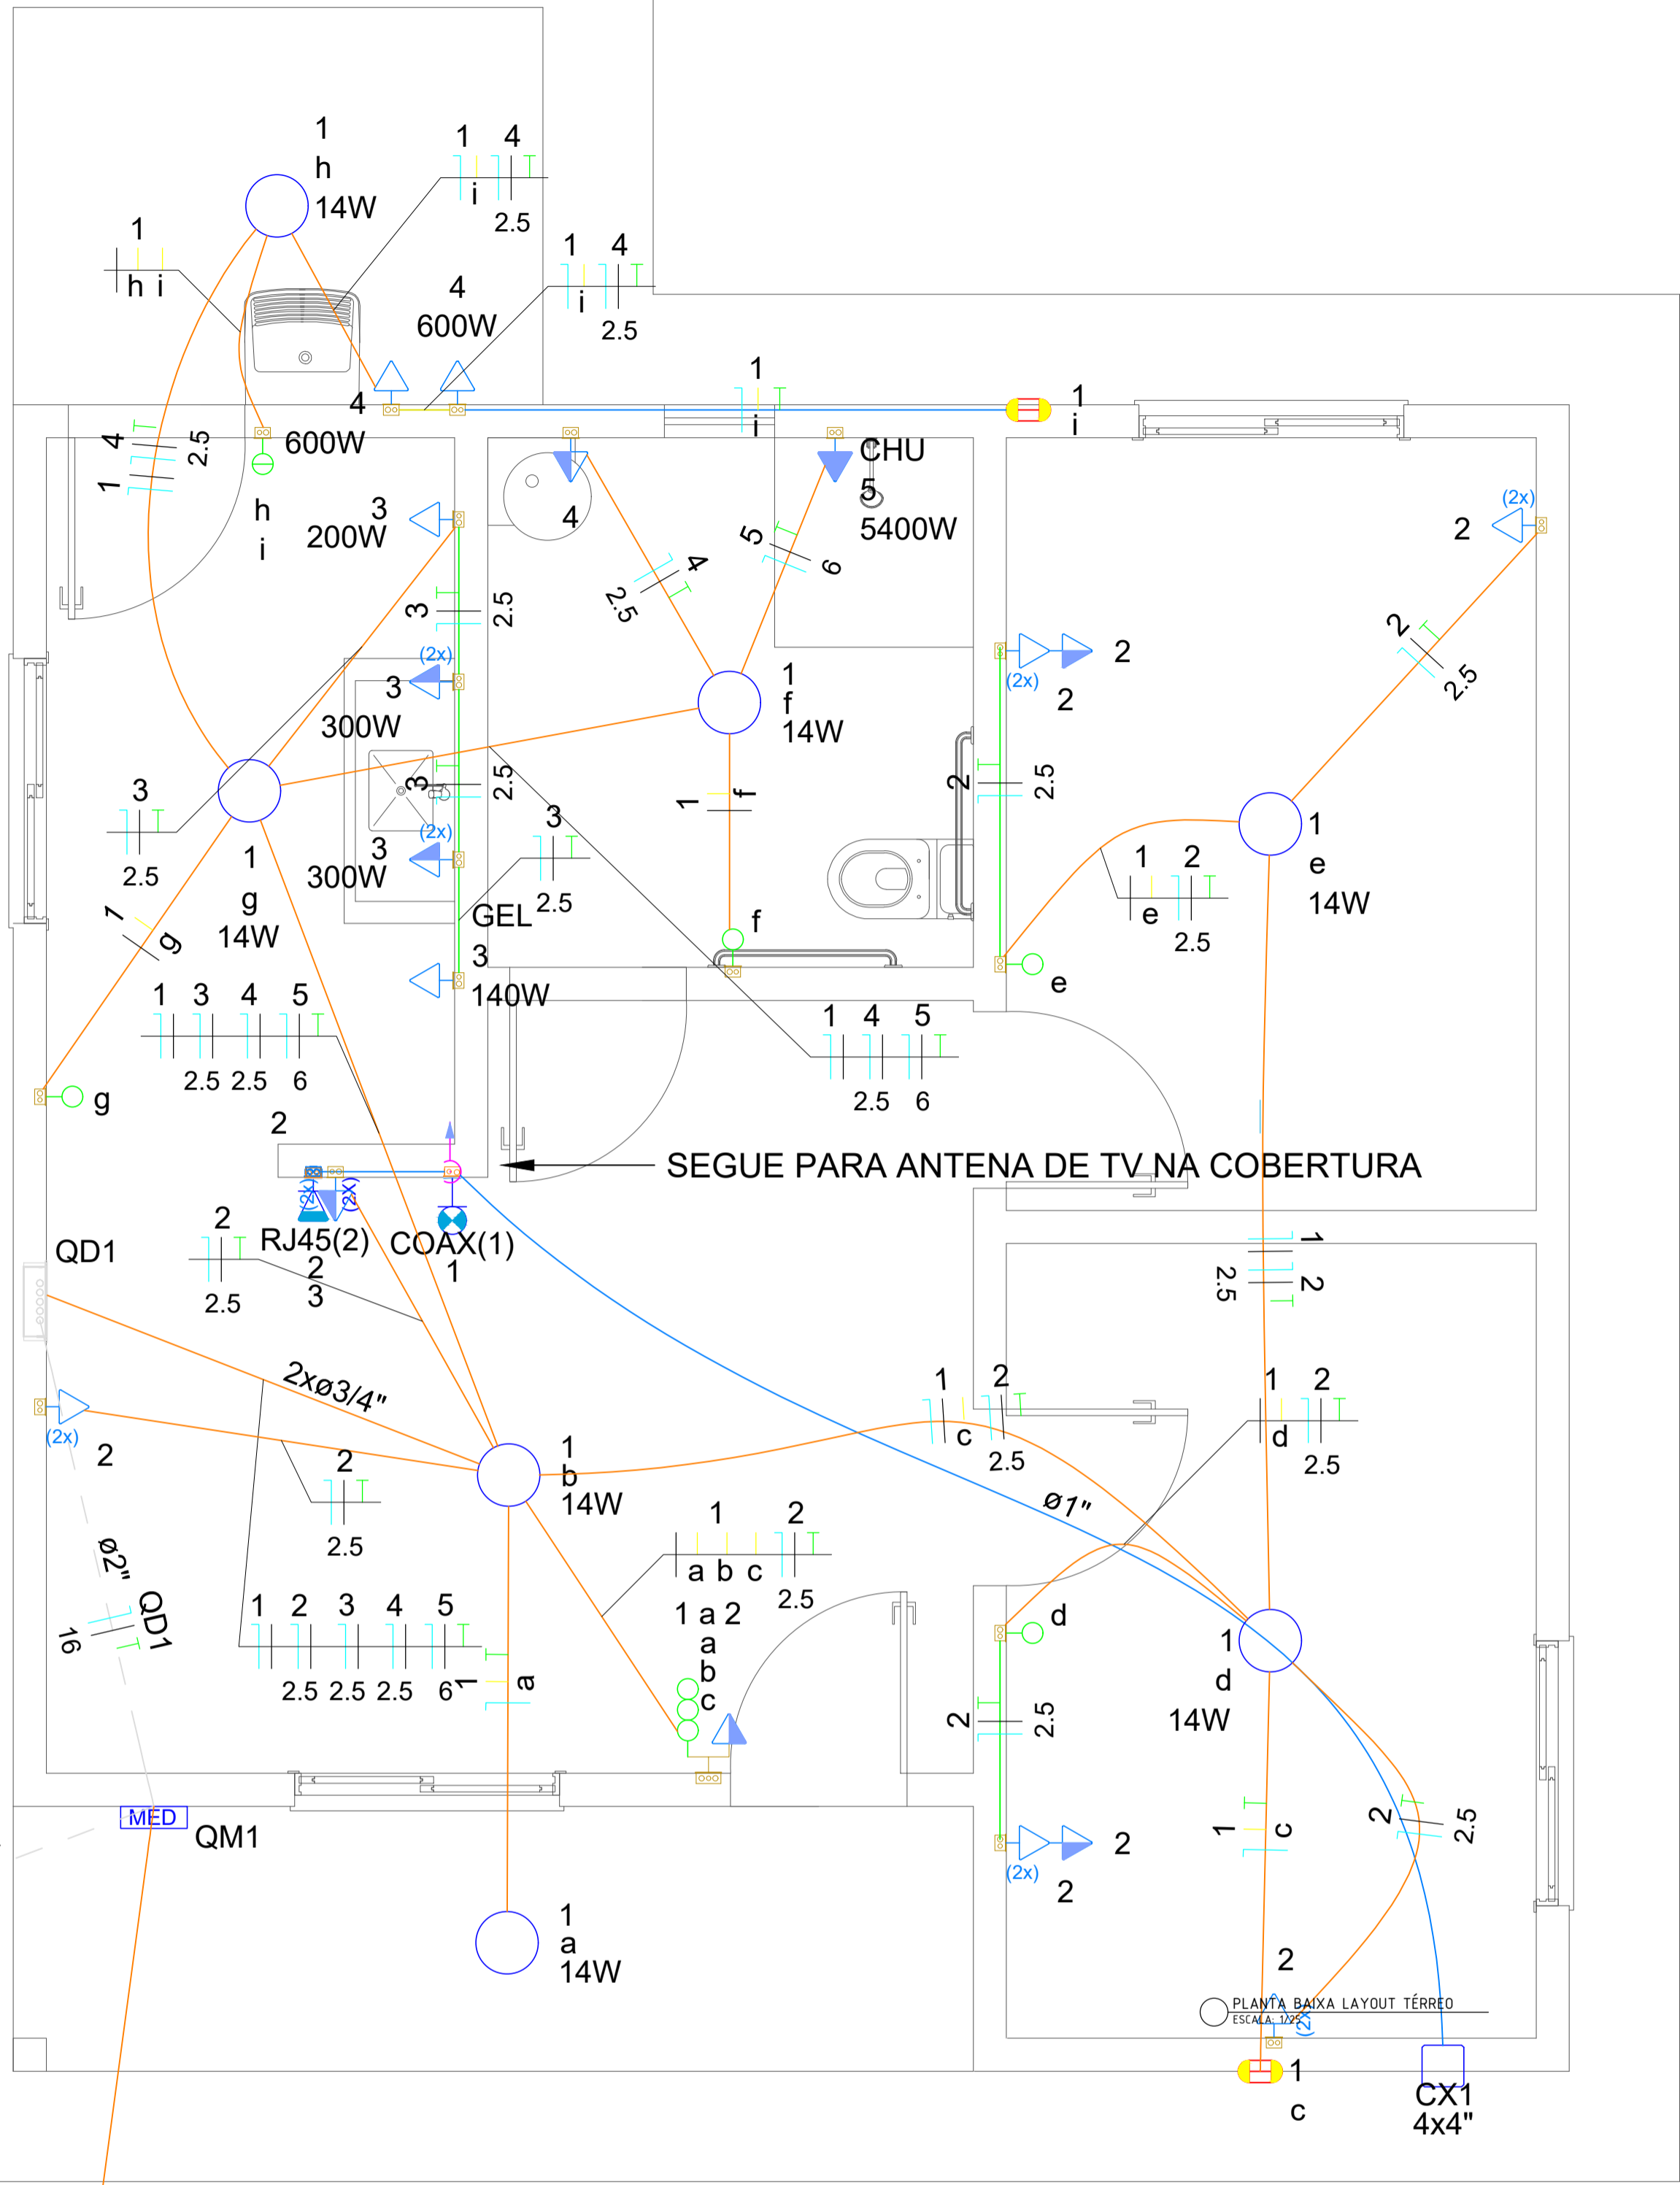 1
h
14W
1
h i
1 4
i
2.5
1 4
i
2.5
4
600W
4
600W
1
i
1
i
4
2.5
1
h
i
3
200W
4
CHU
5
5400W
5
6
4
2.5
(2x)
2
2
2.5
3
2.5
(2x)
3
300W
3
2.5
(2x)
3
300W
GEL
3
140W
3
2.5
3
2.5
1
g
14W
1
g
g
1
f
14W
1
f
f
2
(2x)
2
2
2.5
1
e
14W
1 2
e
2.5
e
1 3 4 5
2.5 2.5 6
1 4 5
2.5 6
2
SEGUE PARA ANTENA DE TV NA COBERTURA
(2x)
(2X)
RJ45(2)
2
3
COAX(1)
1
QD1
2
2.5
2xø3/4"
(2x)
2
2
2.5
1
b
14W
1
2
2.5
1 2
c
2.5
1 2
d
2.5
ø1"
ø2"
QD1
16
1 2
a b c
2.5
1 2 3 4 5
2.5 2.5 2.5 6
1
a
1 a 2
a
b
c
d
2
2.5
1
d
14W
MED
QM1
1
a
14W
2
(2x)
2
1
c
2
2.5
2
(2x)
PLANTA BAIXA LAYOUT TÉRREO
ESCALA: 1/25
1
c
CX1
4x4"